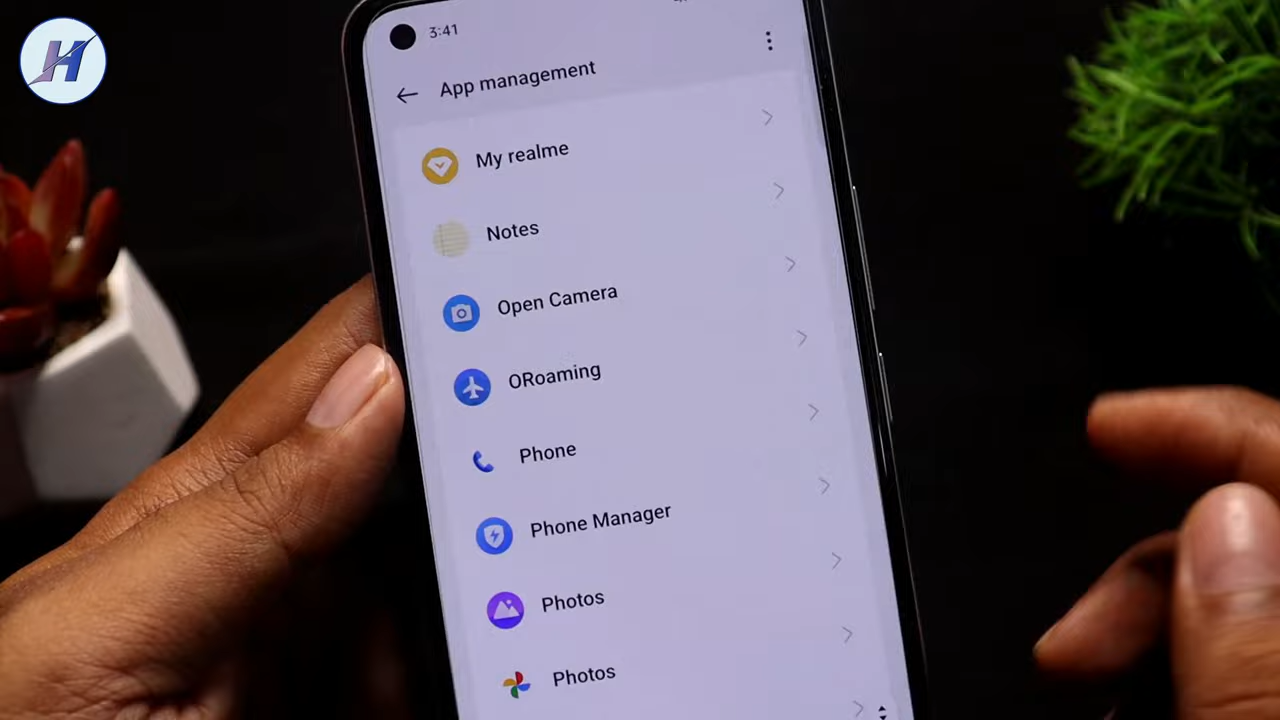 H
3:41
App management
My realme
Notes
Open Camera
ORoaming
Phone
Phone Manager
Photos
Photos